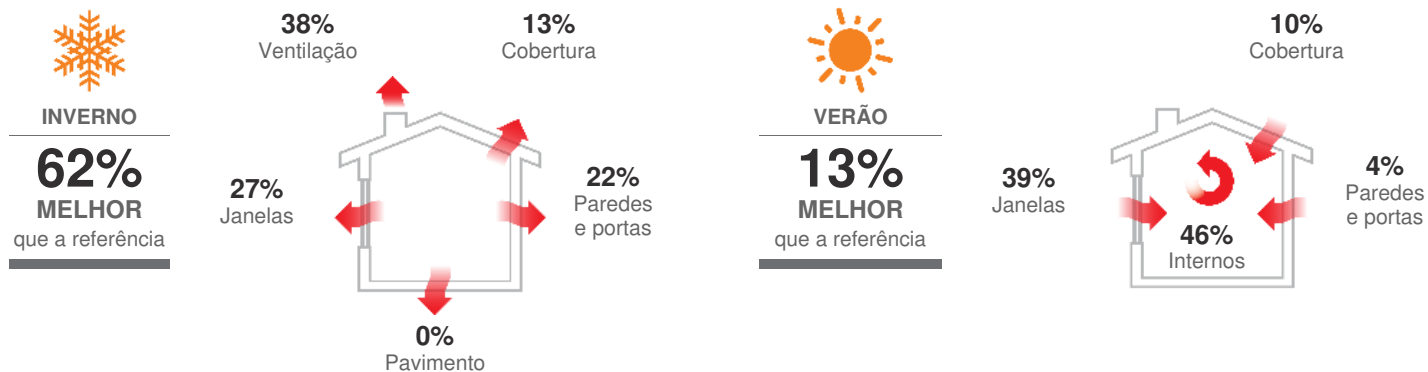 INVERNO
62%
MELHOR
que a referência
38%
Ventilação
13%
Cobertura
27%
Janelas
22%
Paredes
e portas
0%
Pavimento
VERÃO
13%
MELHOR
que a referência
10%
Cobertura
39%
Janelas
4%
Paredes
e portas
46%
Internos